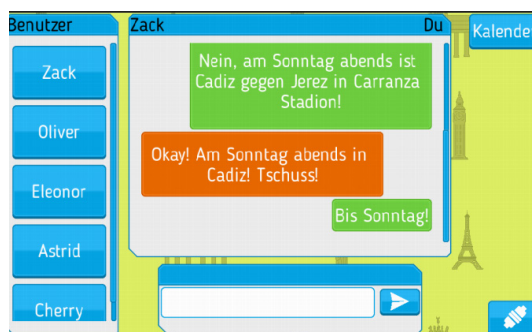 Benutzer
Zack
Oliver
Eleonor
Astrid
Cherry
Zack
Du
Nein, am Sonntag abends ist
Cadiz gegen Jerez in Carranza
Stadion!
Okay! Am Sonntag abends in
Cadiz! Tschuss!
Bis Sonntag!
Kalende